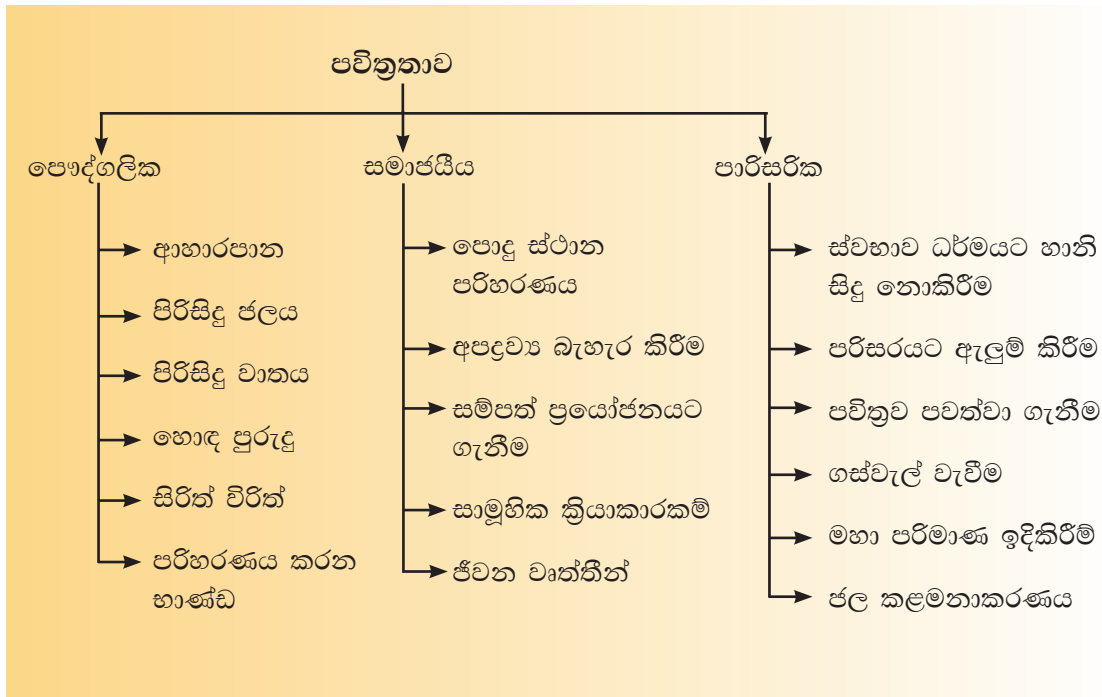 පවිත්‍රතාව
පෞද්ගලික
ආහාරපාන
පිරිසිදු ජලය
පිරිසිදු වාතය
හොඳ පුරුදු
සිරිත් විරිත්
පරිහරණය කරන
භාණ්ඩ
සමාජයීය
පොදු ස්ථාන
පරිහරණය
අපද්‍රව්‍ය බැහැර කිරීම
සම්පත් ප්‍රයෝජනයට
ගැනීම
සාමූහික ක්‍රියාකාරකම්
ජීවන වෘත්තීන්
පාරිසරික
ස්වභාව ධර්මයට හානි
සිදු නොකිරීම
පරිසරයට ඇලුම් කිරීම
පවිත්‍රව පවත්වා ගැනීම
ගස්වැල් වැවීම
මහා පරිමාණ ඉදිකිරීම්
ජල කළමනාකරණය